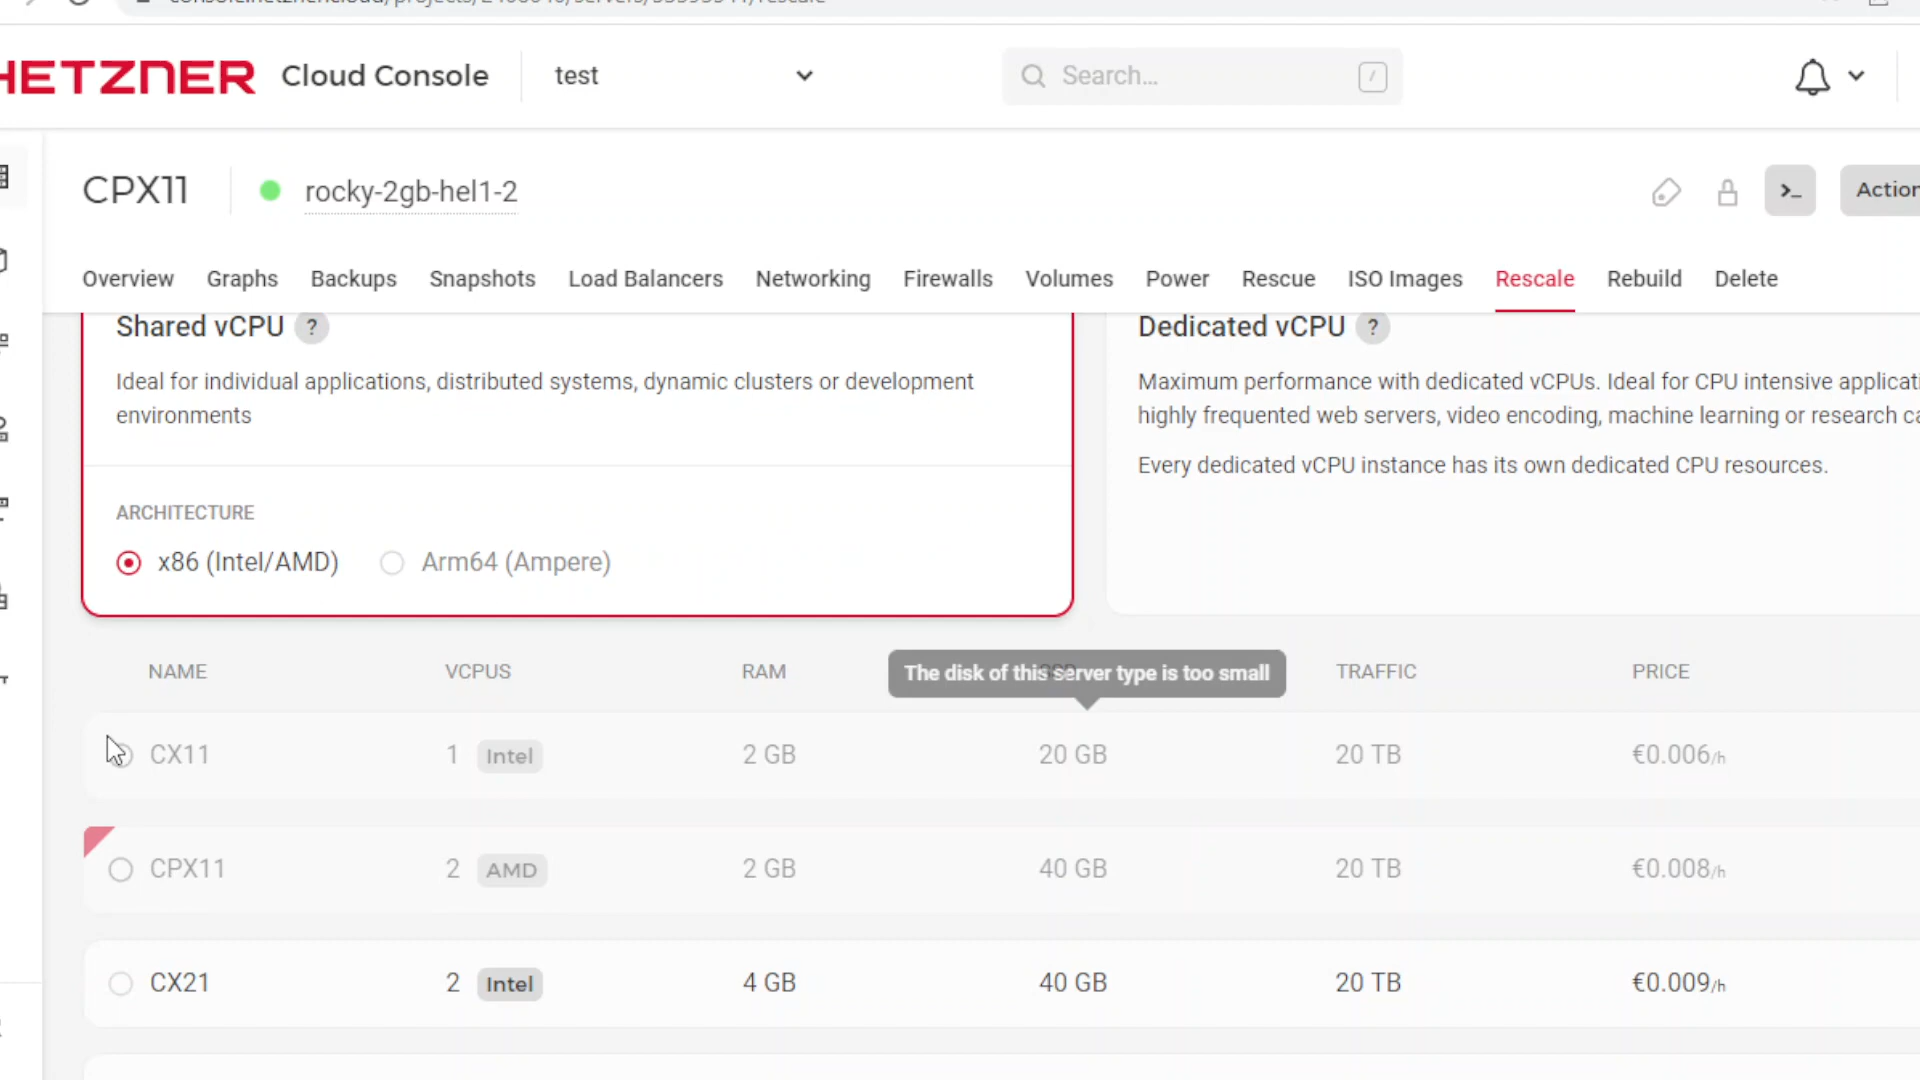 HETZNER Cloud Console test Search... /
CPX11 rocky-2gb-hel1-2 >_ Action
Overview Graphs Backups Snapshots Load Balancers Networking Firewalls Volumes Power Rescue ISO Images Rescale Rebuild Delete
Shared vCPU ?
Ideal for individual applications, distributed systems, dynamic clusters or development
environments
ARCHITECTURE
x86 (Intel/AMD) Arm64 (Ampere)
Dedicated vCPU ?
Maximum performance with dedicated vCPUs. Ideal for CPU intensive applicati
highly frequented web servers, video encoding, machine learning or research ca
Every dedicated vCPU instance has its own dedicated CPU resources.
NAME VCPUS RAM TRAFFIC PRICE
The disk of this server type is too small
CX11 1 Intel 2 GB 20 GB 20 TB €0.006/h
CPX11 2 AMD 2 GB 40 GB 20 TB €0.008/h
CX21 2 Intel 4 GB 40 GB 20 TB €0.009/h